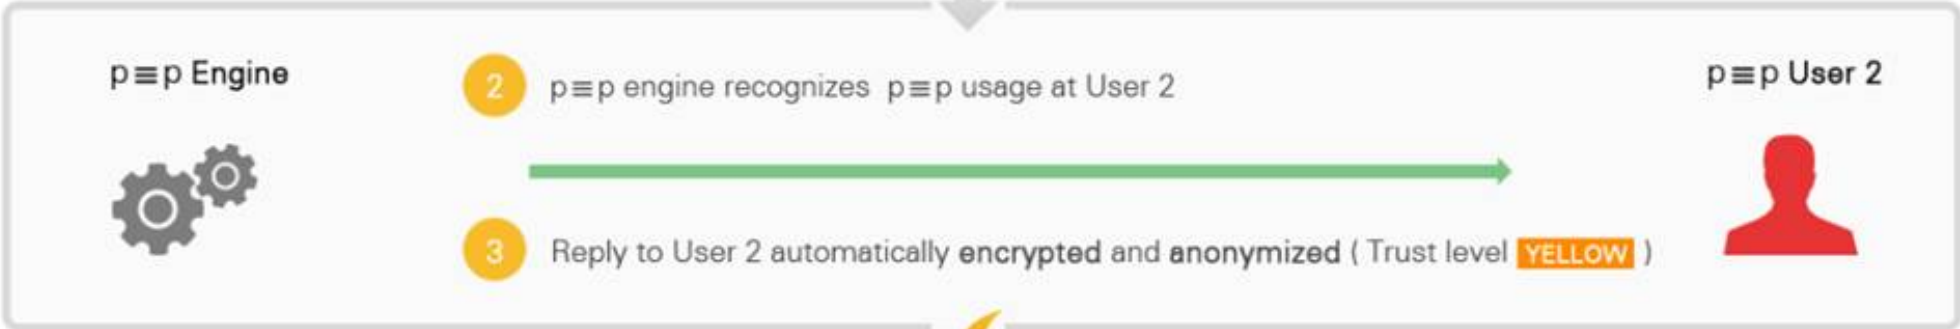 p≡p Engine
2 p≡p engine recognizes p≡p usage at User 2
p≡p User 2
3 Reply to User 2 automatically encrypted and anonymized ( Trust level YELLOW )